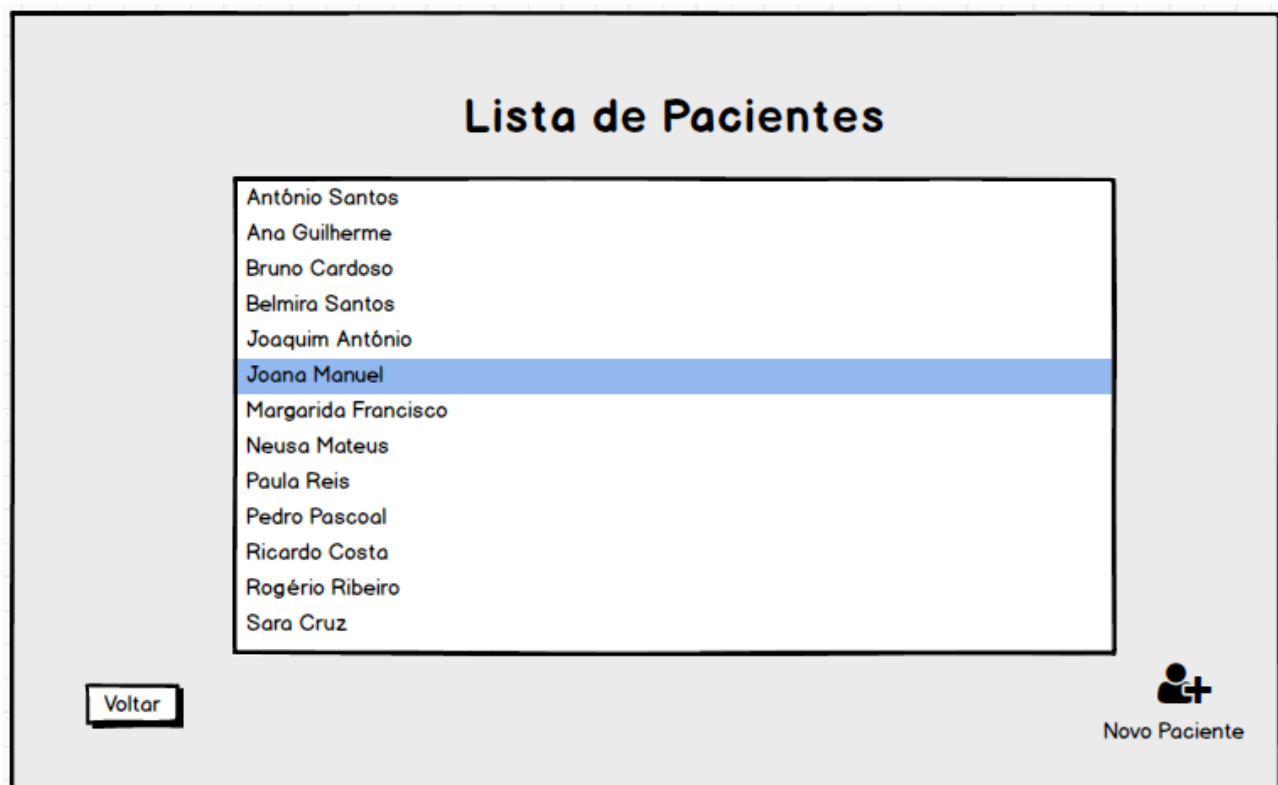 Lista de Pacientes
António Santos
Ana Guilherme
Bruno Cardoso
Belmira Santos
Joaquim António
Joana Manuel
Margarida Francisco
Neusa Mateus
Paula Reis
Pedro Pascoal
Ricardo Costa
Rogério Ribeiro
Sara Cruz
Voltar
Novo Paciente